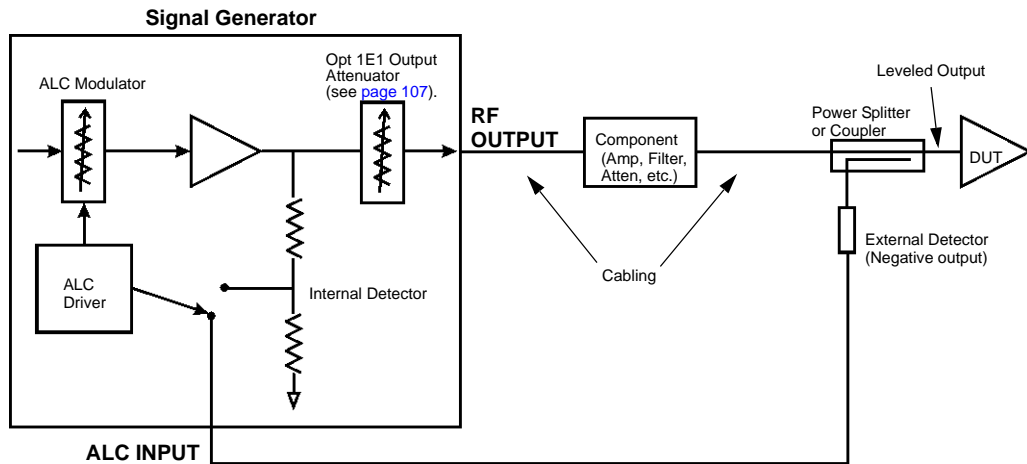 Signal Generator
Opt 1E1 Output
Attenuator
(see page 107).
ALC Modulator
RF
OUTPUT
Component
(Amp, Filter,
Atten, etc.)
Leveled Output
Power Splitter
or Coupler
DUT
External Detector
(Negative output)
Cabling
ALC
Driver
Internal Detector
ALC INPUT